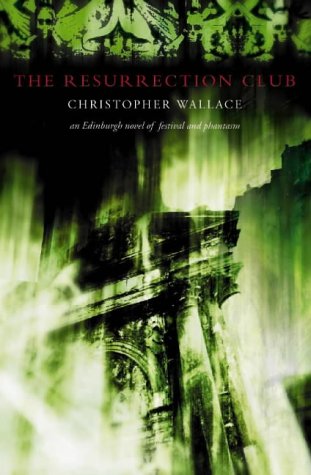 THE RESURRECTION CLUB
CHRISTOPHER WALLACE
an Edinburgh novel of festival and phantasm